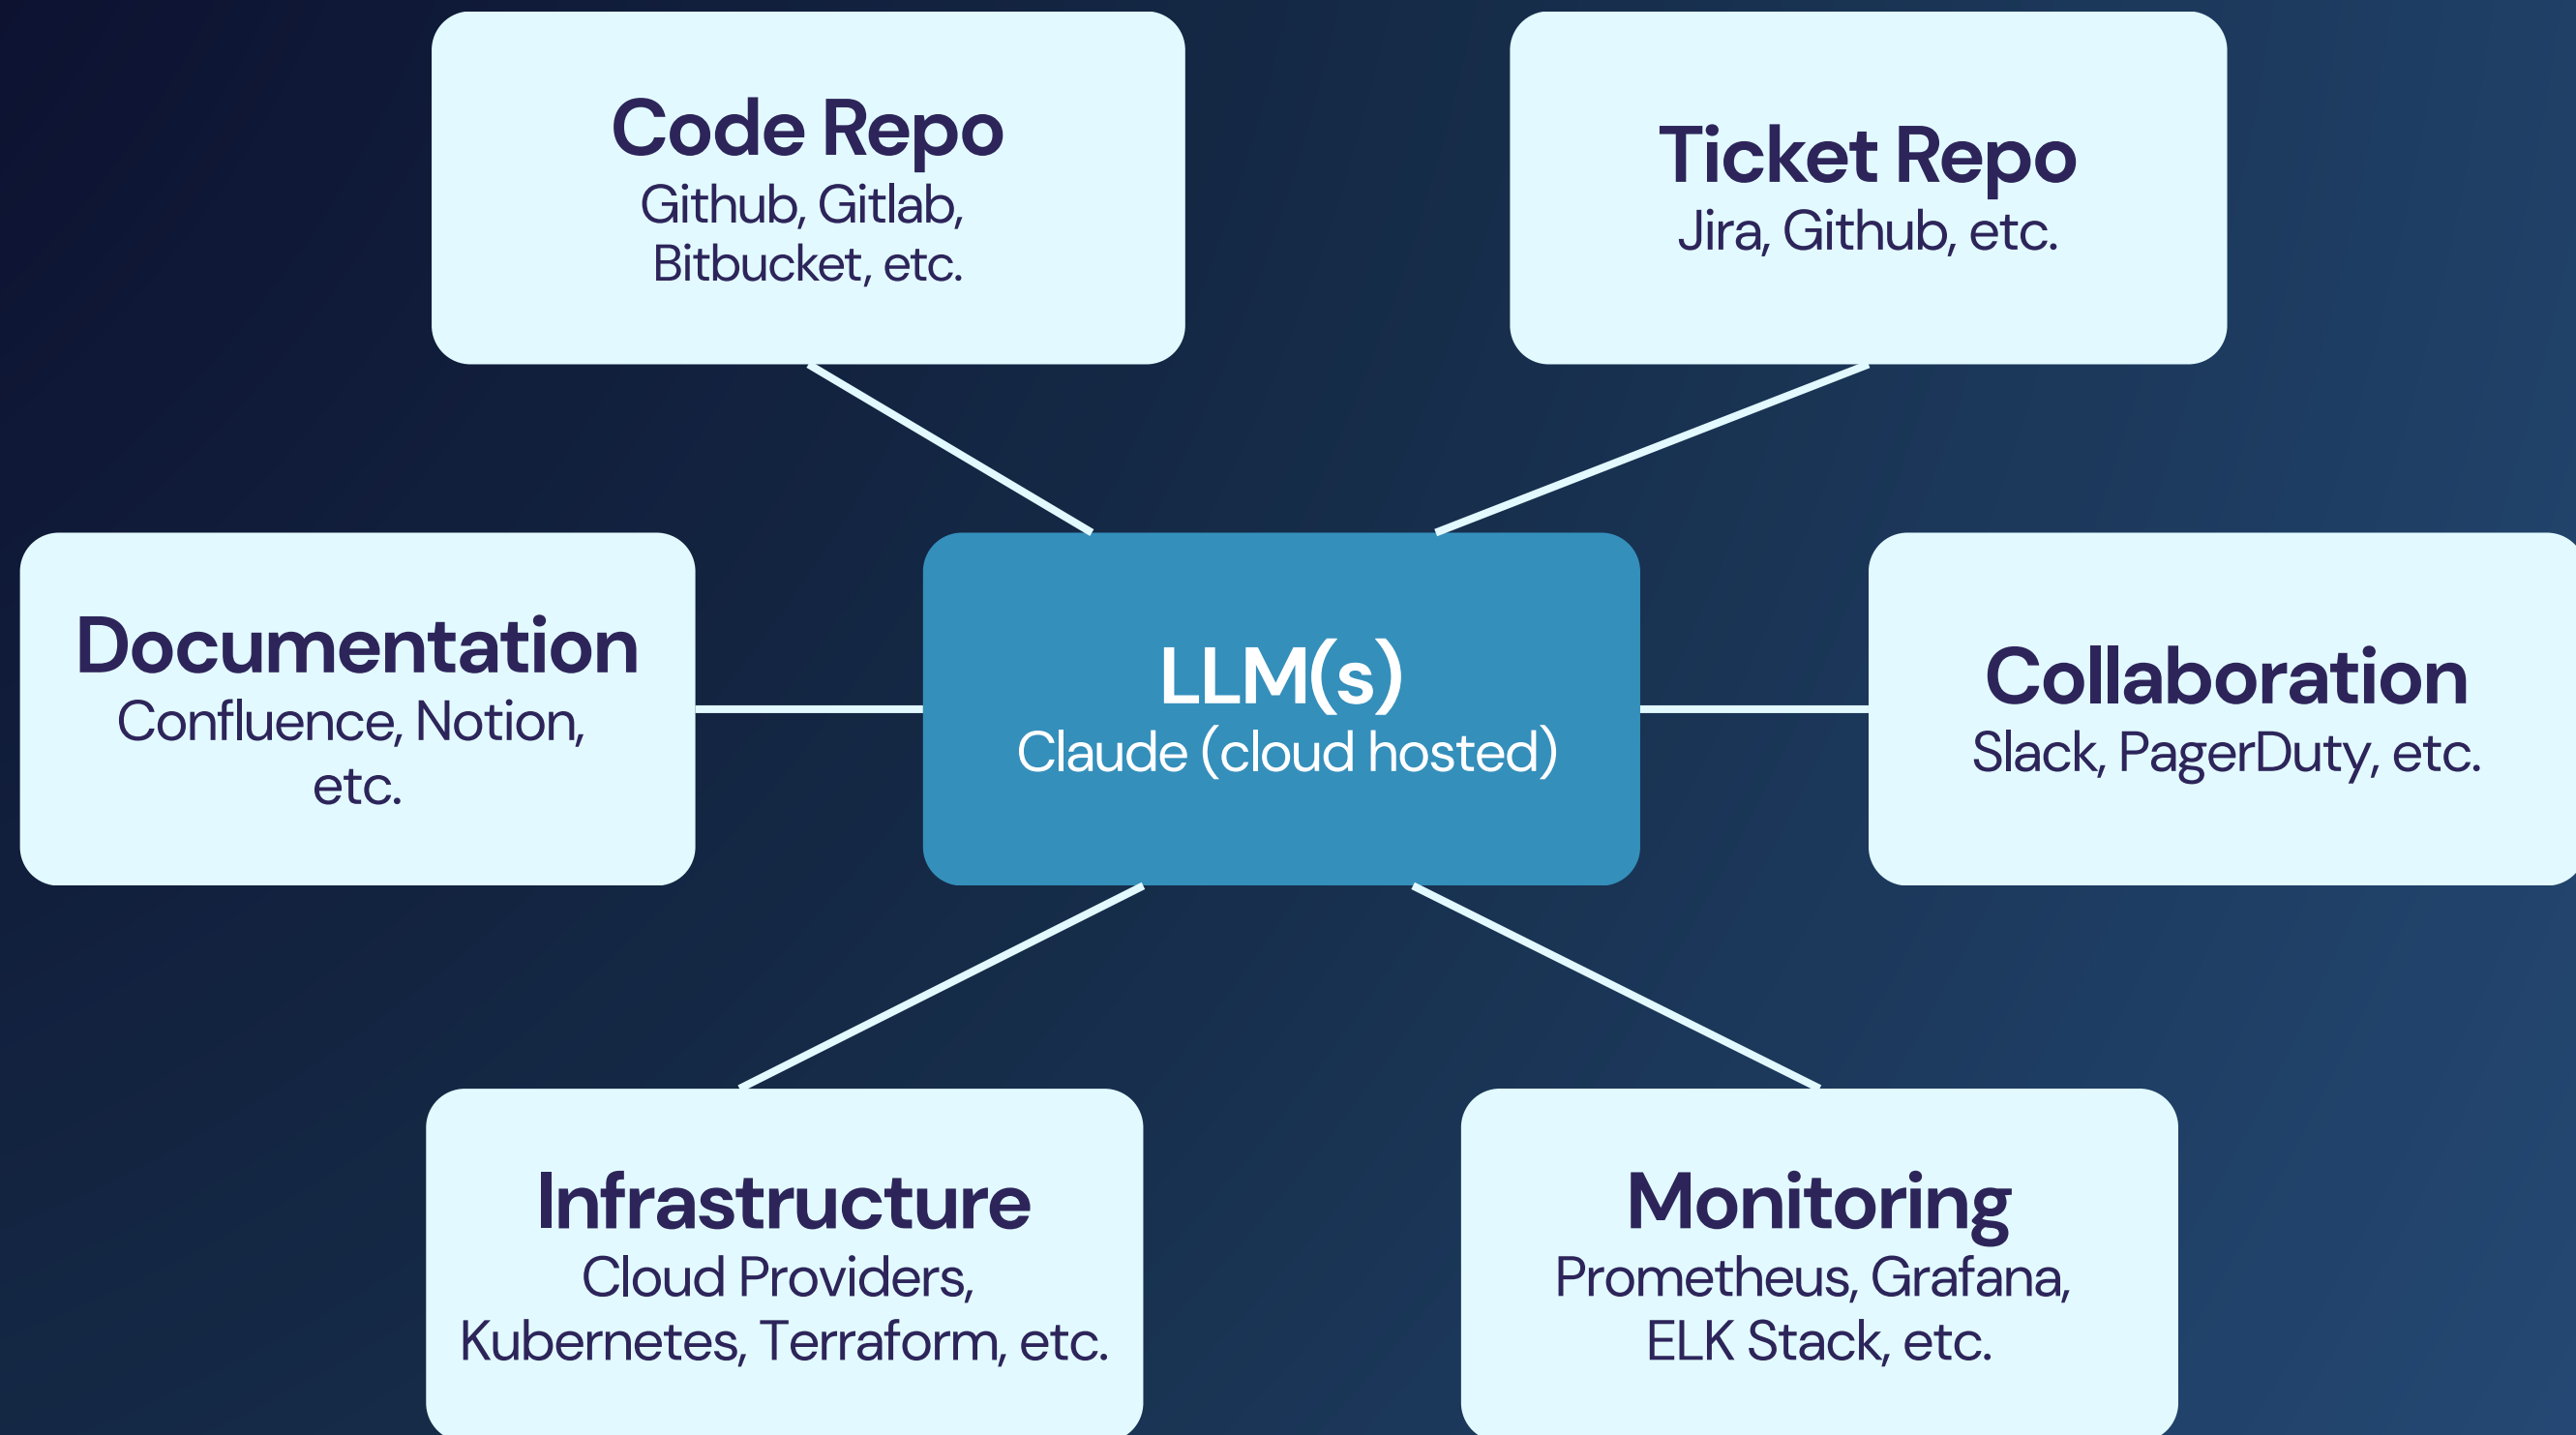 Code Repo
Github, Gitlab,
Bitbucket, etc.
Ticket Repo
Jira, Github, etc.
Documentation
Confluence, Notion,
etc.
LLM(s)
Claude (cloud hosted)
Collaboration
Slack, PagerDuty, etc.
Infrastructure
Cloud Providers,
Kubernetes, Terraform, etc.
Monitoring
Prometheus, Grafana,
ELK Stack, etc.